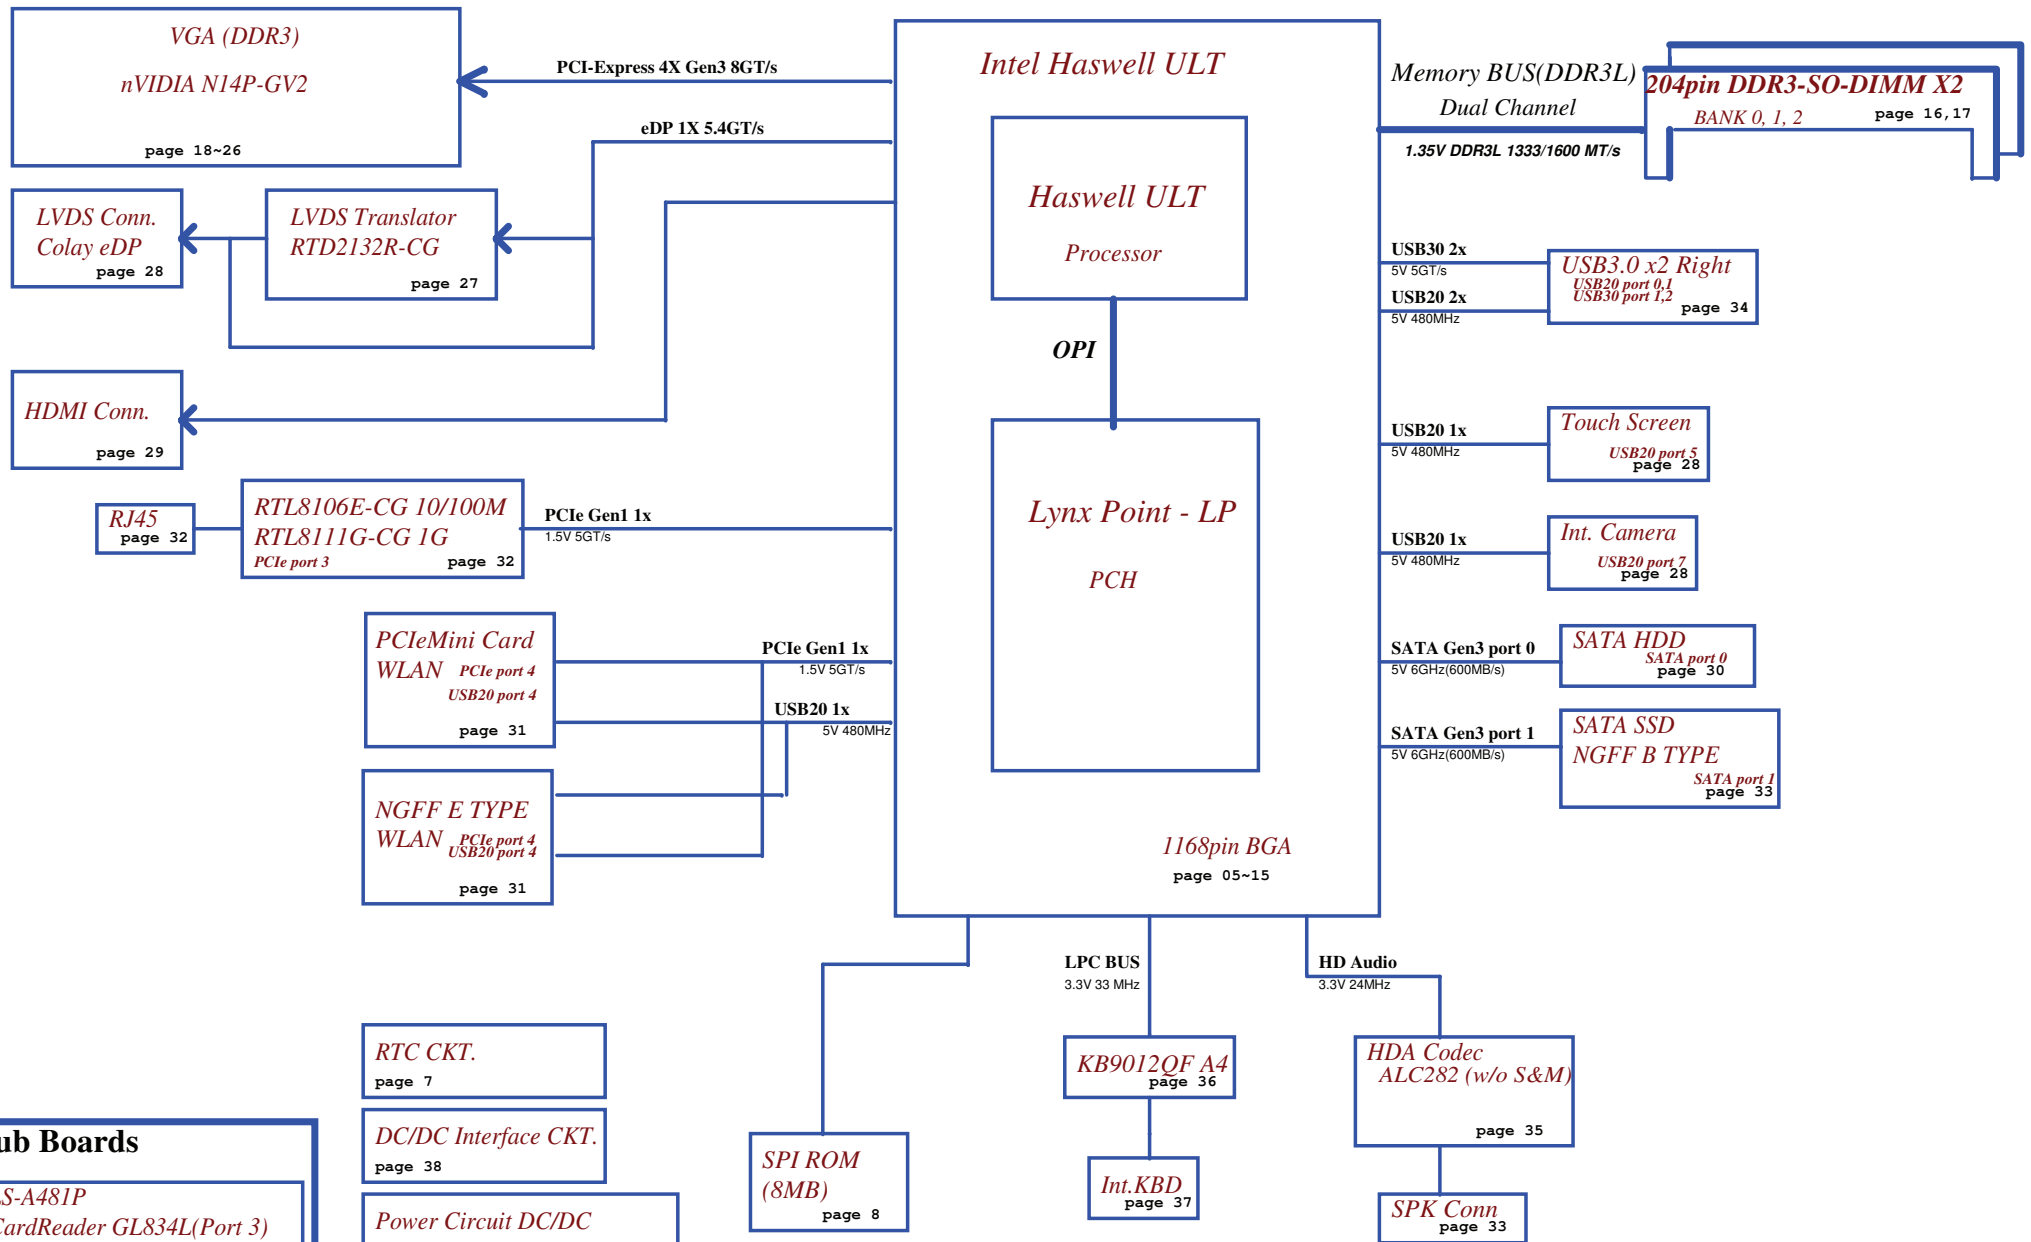 VGA (DDR3)
nVIDIA N14P-GV2
page 18~26
PCI-Express 4X Gen3 8GT/s
eDP 1X 5.4GT/s
LVDS Conn.
Colay eDP
page 28
LVDS Translator
RTD2132R-CG
page 27
HDMI Conn.
page 29
RJ45
page 32
RTL8106E-CG 10/100M
RTL8111G-CG 1G
PCIe port 3
page 32
PCIe Gen1 1x
1.5V 5GT/s
PCIeMini Card
WLAN PCIe port 4
USB20 port 4
page 31
PCIe Gen1 1x
1.5V 5GT/s
USB20 1x
5V 480MHz
NGFF E TYPE
WLAN PCIe port 4
USB20 port 4
page 31
Intel Haswell ULT
Haswell ULT
Processor
OPI
Lynx Point - LP
PCH
1168pin BGA
page 05~15
Memory BUS(DDR3L)
Dual Channel
1.35V DDR3L 1333/1600 MT/s
204pin DDR3-SO-DIMM X2
BANK 0, 1, 2
page 16,17
USB30 2x
5V 5GT/s
USB20 2x
5V 480MHz
USB3.0 x2 Right
USB20 port 0,1
USB30 port 1,2
page 34
USB20 1x
5V 480MHz
Touch Screen
USB20 port 5
page 28
USB20 1x
5V 480MHz
Int. Camera
USB20 port 7
page 28
SATA Gen3 port 0
5V 6GHz(600MB/s)
SATA HDD
SATA port 0
page 30
SATA Gen3 port 1
5V 6GHz(600MB/s)
SATA SSD
NGFF B TYPE
SATA port 1
page 33
LPC BUS
3.3V 33 MHz
HD Audio
3.3V 24MHz
RTC CKT.
page 7
DC/DC Interface CKT.
page 38
Power Circuit DC/DC
SPI ROM
(8MB)
page 8
KB9012QF A4
page 36
Int.KBD
page 37
HDA Codec
ALC282 (w/o S&M)
page 35
SPK Conn
page 33
ub Boards
S-A481P
CardReader GL834L(Port 3)